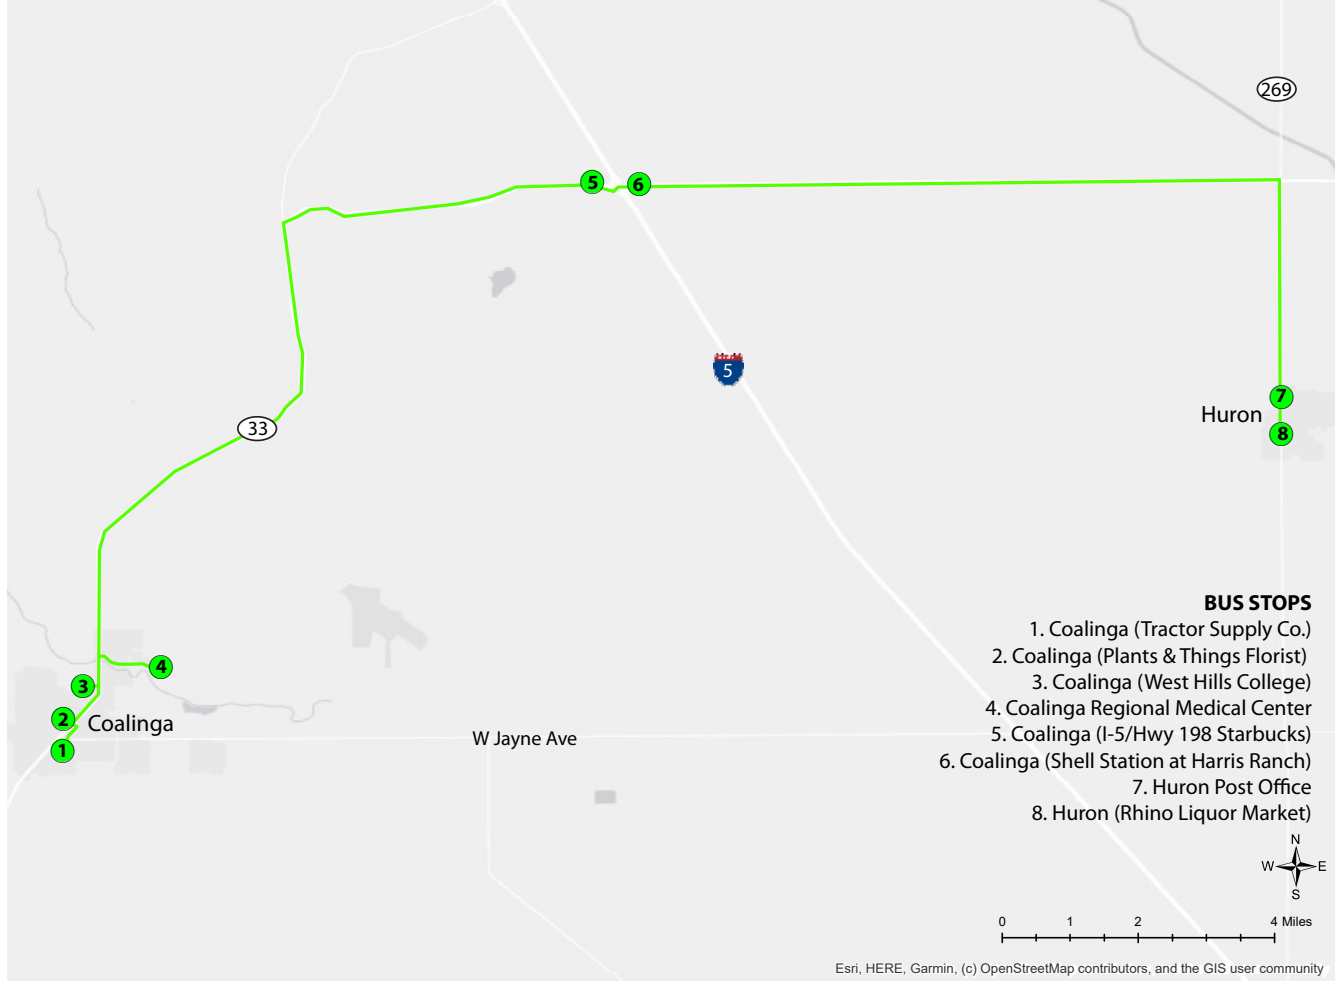 269
5
6
5
7
Huron
8
33
4
3
2
Coalinga
1
W Jayne Ave
BUS STOPS
1. Coalinga (Tractor Supply Co.)
2. Coalinga (Plants & Things Florist)
3. Coalinga (West Hills College)
4. Coalinga Regional Medical Center
5. Coalinga (I-5/Hwy 198 Starbucks)
6. Coalinga (Shell Station at Harris Ranch)
7. Huron Post Office
8. Huron (Rhino Liquor Market)
N
W E
S
0 1 2 4 Miles
Esri, HERE, Garmin, (c) OpenStreetMap contributors, and the GIS user community